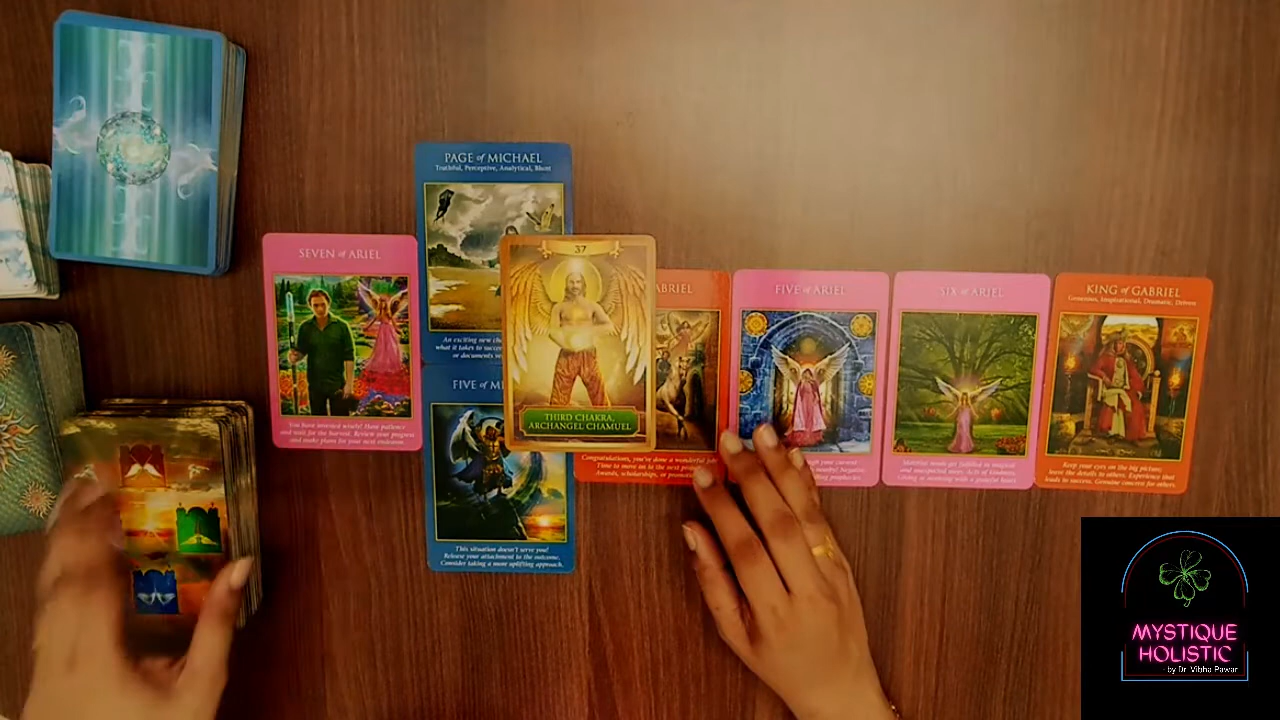 PAGE of MICHAEL
Truthful, Perceptive, Analytical, Blunt
An exciting new
what it takes to
or documents
SEVEN of ARIEL
You have invested wisely! Have patience
and wait for the harvest. Review your progress
and make plans for your next endeavor.
FIVE of
This situation doesn't serve you!
Release your attachment to the outcome.
Consider taking a more uplifting approach.
37
THIRD CHAKRA,
ARCHANGEL CHAMUEL
Congratulations, you've done a wonderful job!
Time to move on to the next
Awards, scholarships, or
FIVE of ARIEL
your current
SIX of ARIEL
Material needs get fulfilled in magical
and unexpected ways. Acts of kindness.
Giving or receiving with a grateful heart.
KING of GABRIEL
Generous, Inspirational, Dramatic, Driven
Keep your eyes on the big picture;
leave the details to others. Experience that
leads to success. Genuine concern for others.
MYSTIQUE
HOLISTIC
- by Dr. Vibha Pawar